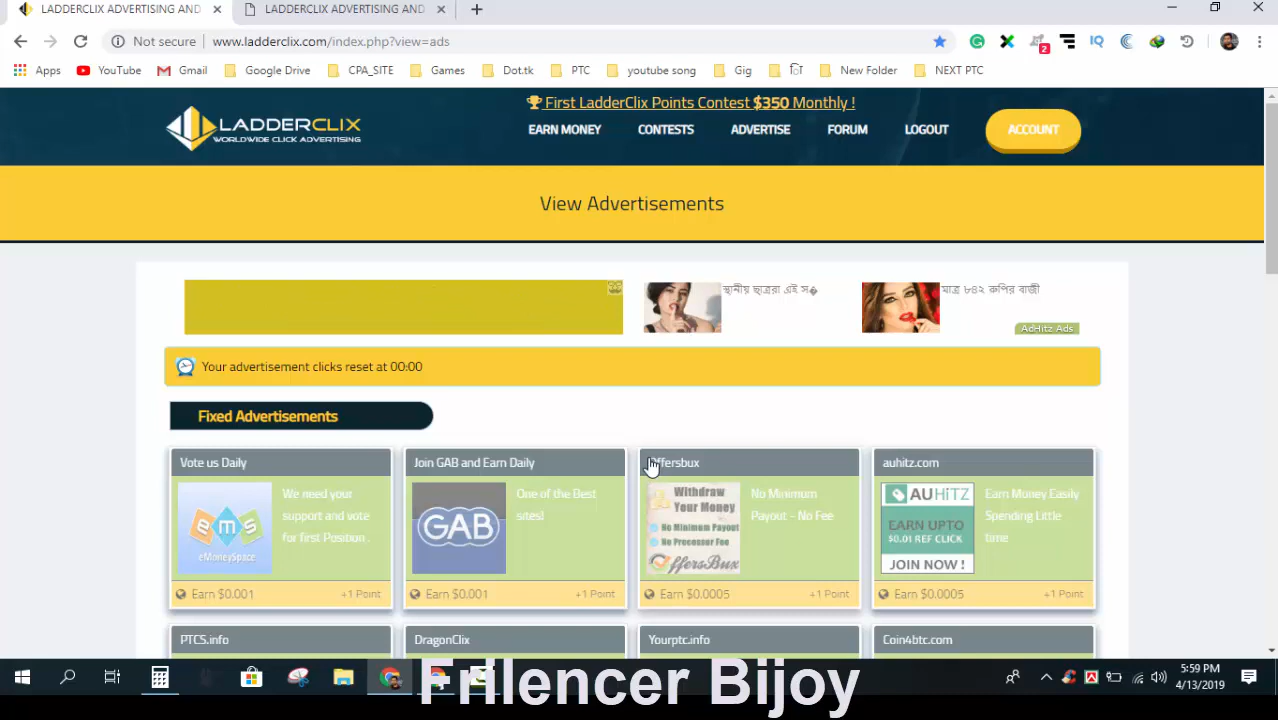 LADDERCLIX ADVERTISING AND
LADDERCLIX ADVERTISING AND
Not secure
www.ladderclix.com/index.php?view=ads
2
IQ
Apps
YouTube
Gmail
Google Drive
CPA_SITE
Games
Dot.tk
PTC
youtube song
Gig
New Folder
NEXT PTC
LADDERCLIX
WORLDWIDE CLICK ADVERTISING
First LadderClix Points Contest $350 Monthly !
EARN MONEY
CONTESTS
ADVERTISE
FORUM
LOGOUT
ACCOUNT
View Advertisements
স্থানীয় ছাত্ররা এই স�
মাত্র ৮৪২ রুপির বাজী
AdHitz Ads
Your advertisement clicks reset at 00:00
Fixed Advertisements
Vote us Daily
Join GAB and Earn Daily
ffersbux
auhitz.com
eMoneySpace
We need your
support and vote
for first Position .
GAB
One of the Best
sites!
Withdraw
Your Money
No Minimum Payout
No Processor Fee
OffersBux
No Minimum
Payout - No Fee
AUHiTZ
EARN UPTO
$0.01 REF CLICK
JOIN NOW !
Earn Money Easily
Spending Little
time
Earn $0.001
+1 Point
Earn $0.001
+1 Point
Earn $0.0005
+1 Point
Earn $0.0005
+1 Point
PTCS.info
DragonClix
Yourptc.info
Coin4btc.com
Frilencer Bijoy
5:59 PM
4/13/2019